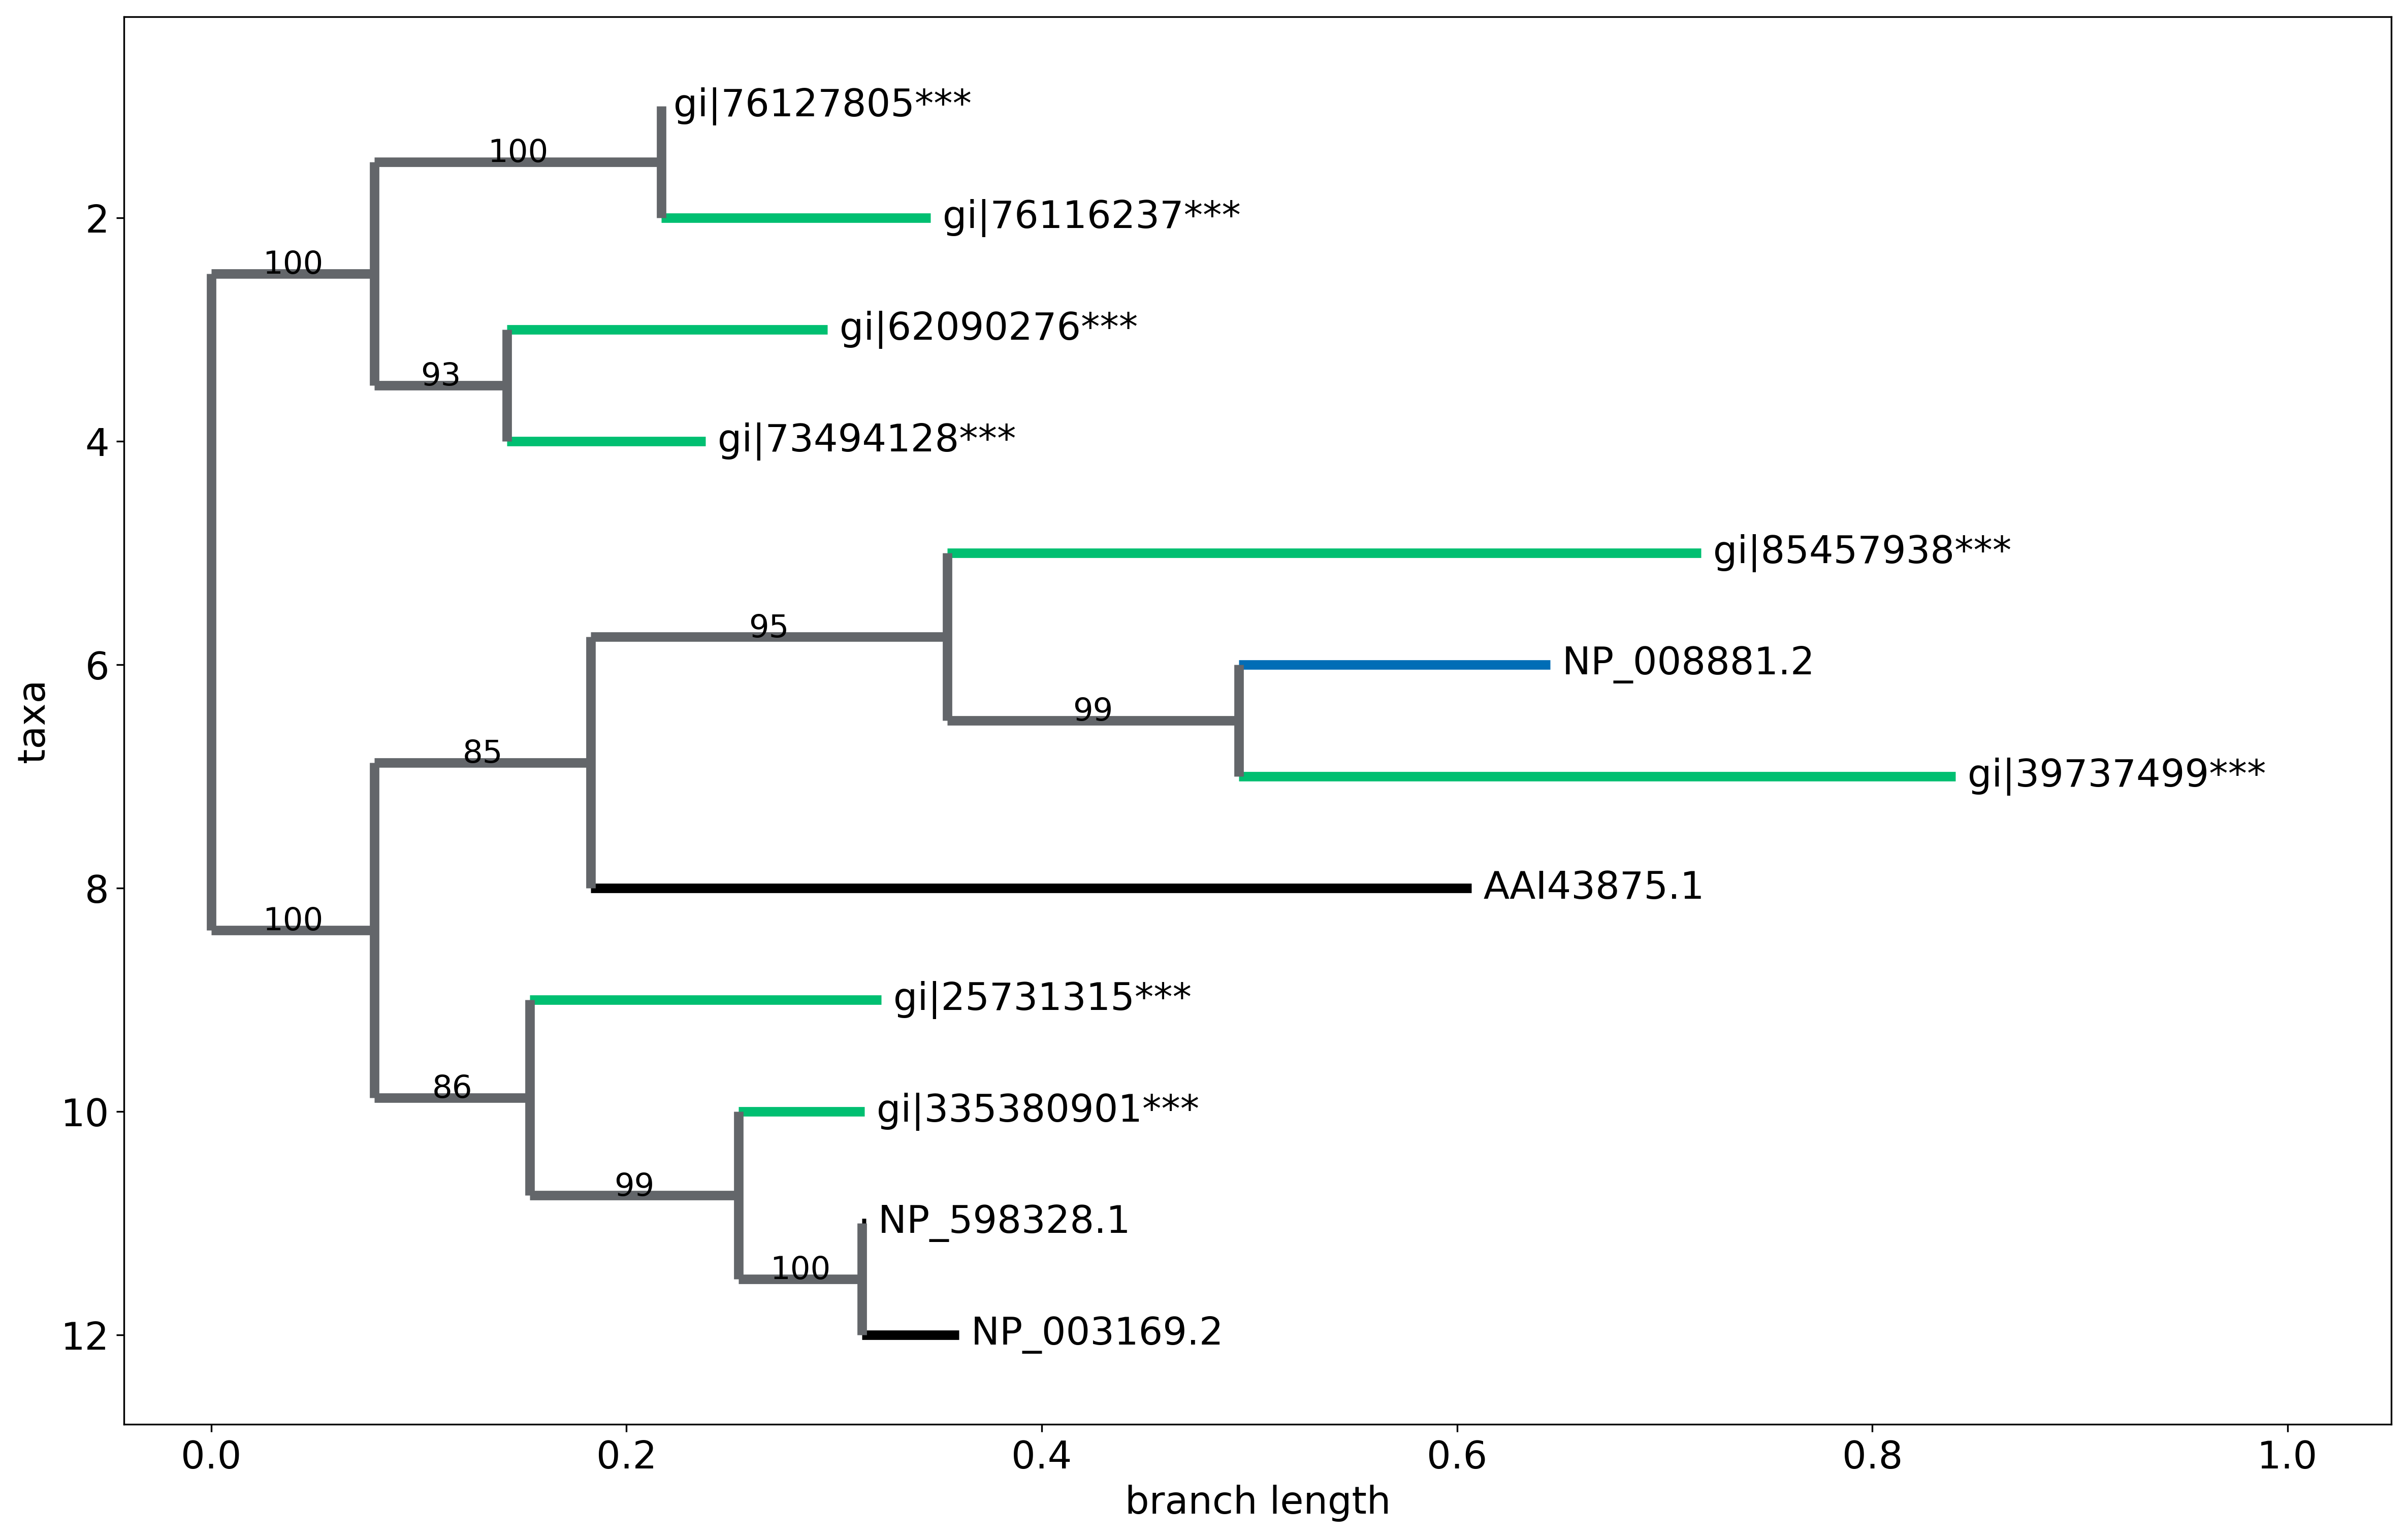 gi|76127805***
100
2
gi|76116237***
100
gi|62090276***
93
4
gi|73494128***
gi|85457938***
95
6
NP_008881.2
99
taxa
85
gi|39737499***
8
AAI43875.1
100
gi|25731315***
86
10
gi|335380901***
99
NP_598328.1
100
12
NP_003169.2
0.0 0.2 0.4 0.6 0.8 1.0
branch length